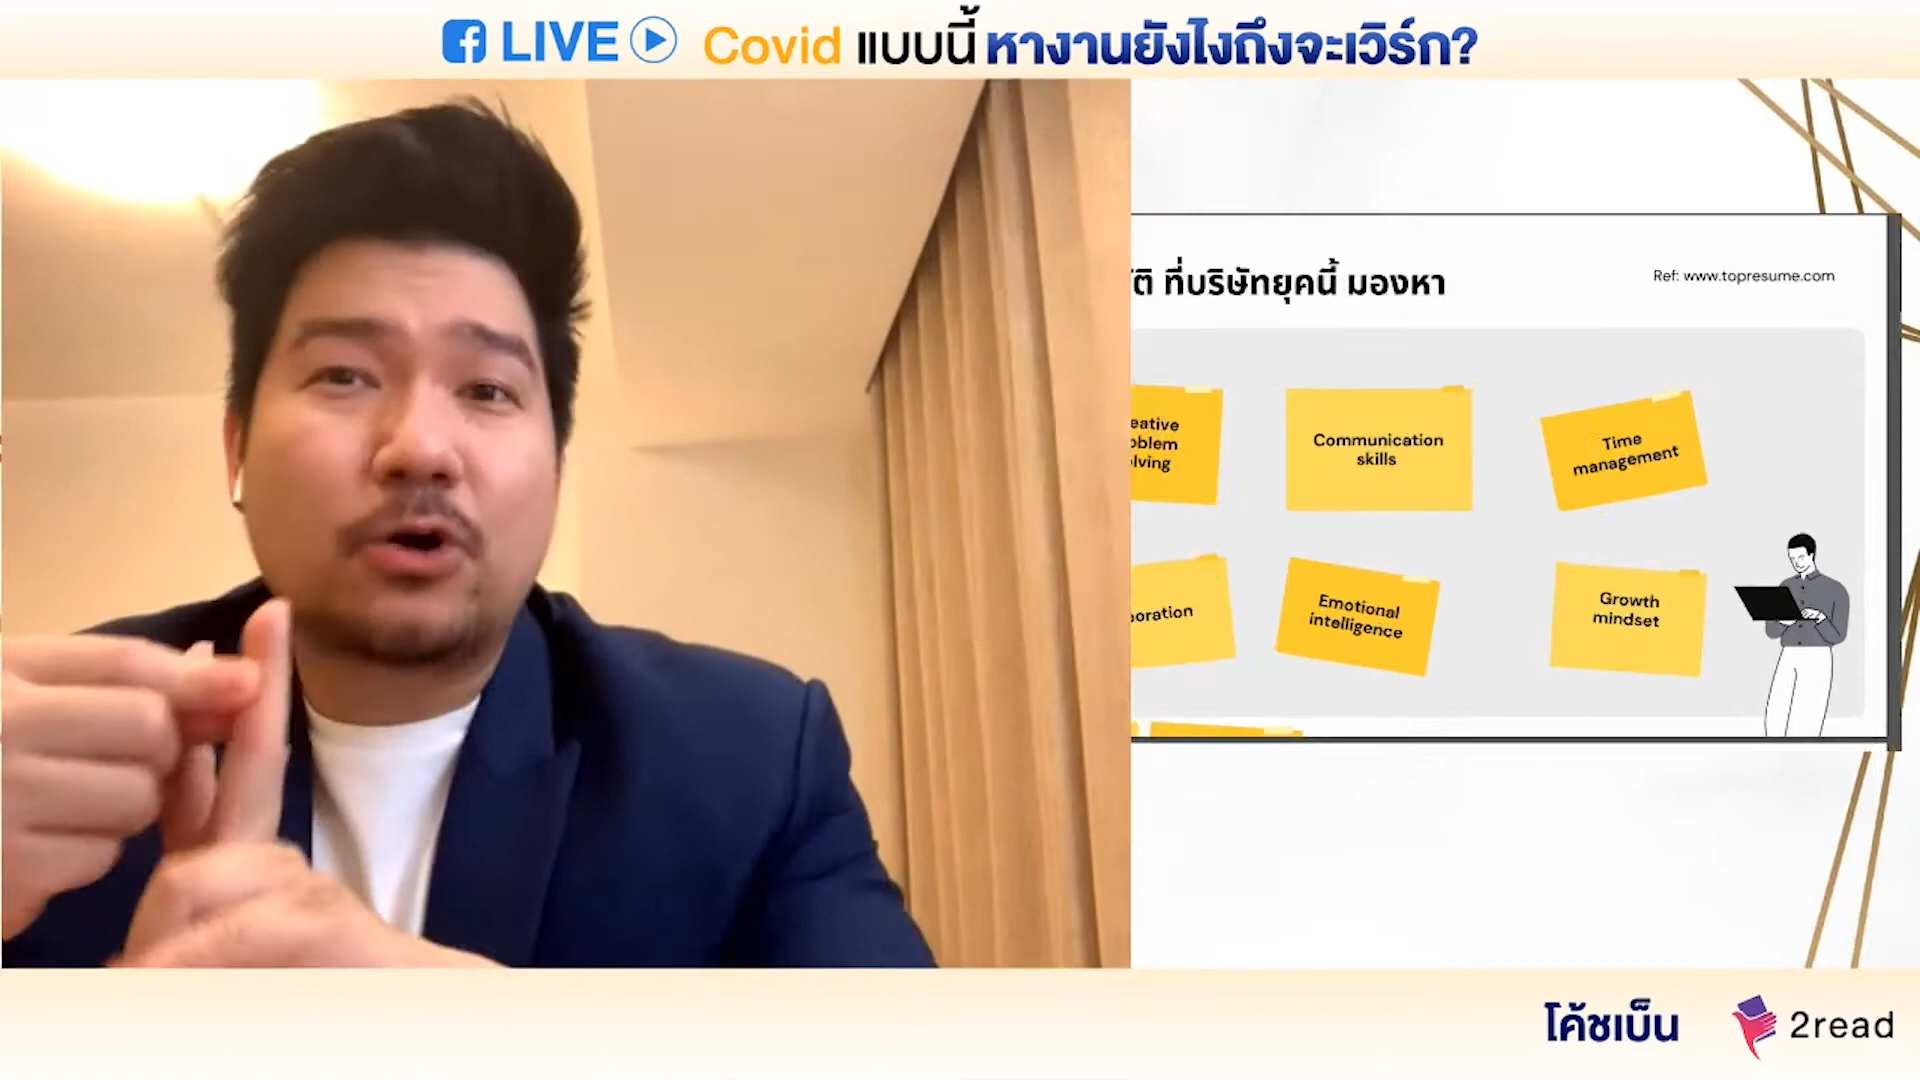 LIVE Covid แบบนี้ หางานยังไงถึงจะเวิร์ก?
ที่บริษัทยุคนี้ มองหา
Ref: www.topresume.com
Communication
skills
Time
management
Emotional
intelligence
Growth
mindset
โค้ชเบ็น
2read